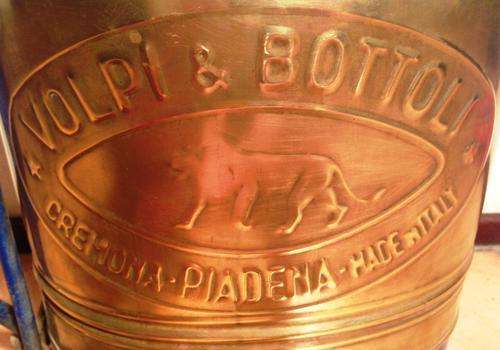 VOLPI & BOTTOLI
CREMONA - PIADENA - MADE IN ITALY